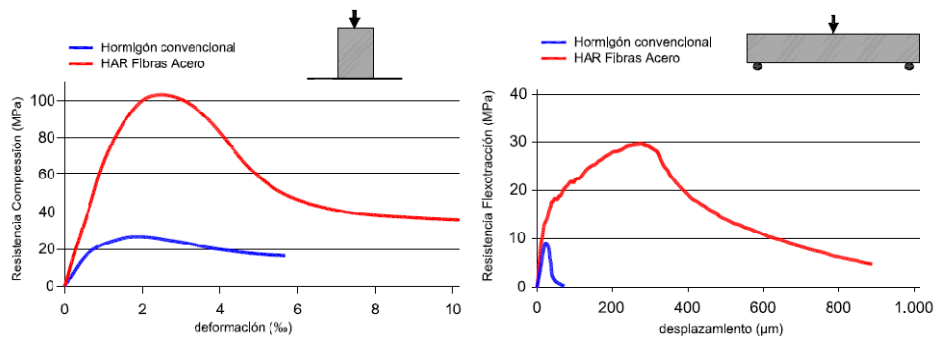 Hormigón convencional
HAR Fibras Acero
Resistencia Compresión (MPa)
100
80
60
40
20
0
0 2 4 6 8 10
deformación (‰)
Hormigón convencional
HAR Fibras Acero
Resistencia Flexotracción (MPa)
40
30
20
10
0
0 200 400 600 800 1.000
desplazamiento (µm)